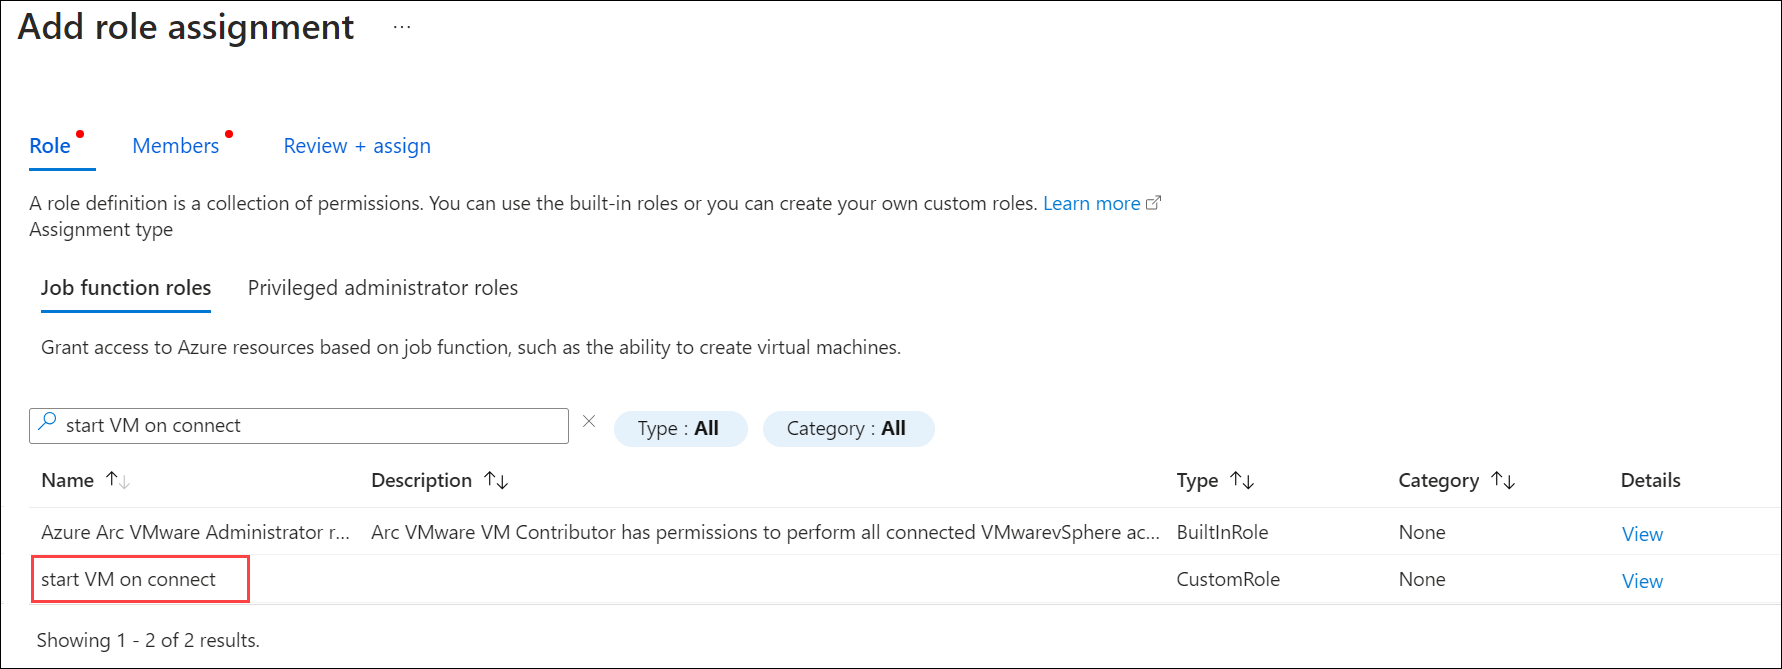 Add role assignment ...
Role Members Review + assign
A role definition is a collection of permissions. You can use the built-in roles or you can create your own custom roles. Learn more
Assignment type
Job function roles Privileged administrator roles
Grant access to Azure resources based on job function, such as the ability to create virtual machines.
start VM on connect Type : All Category : All
Name Description Type Category Details
Azure Arc VMware Administrator r... Arc VMware VM Contributor has permissions to perform all connected VMwarevSphere ac... BuiltInRole None View
start VM on connect CustomRole None View
Showing 1 - 2 of 2 results.